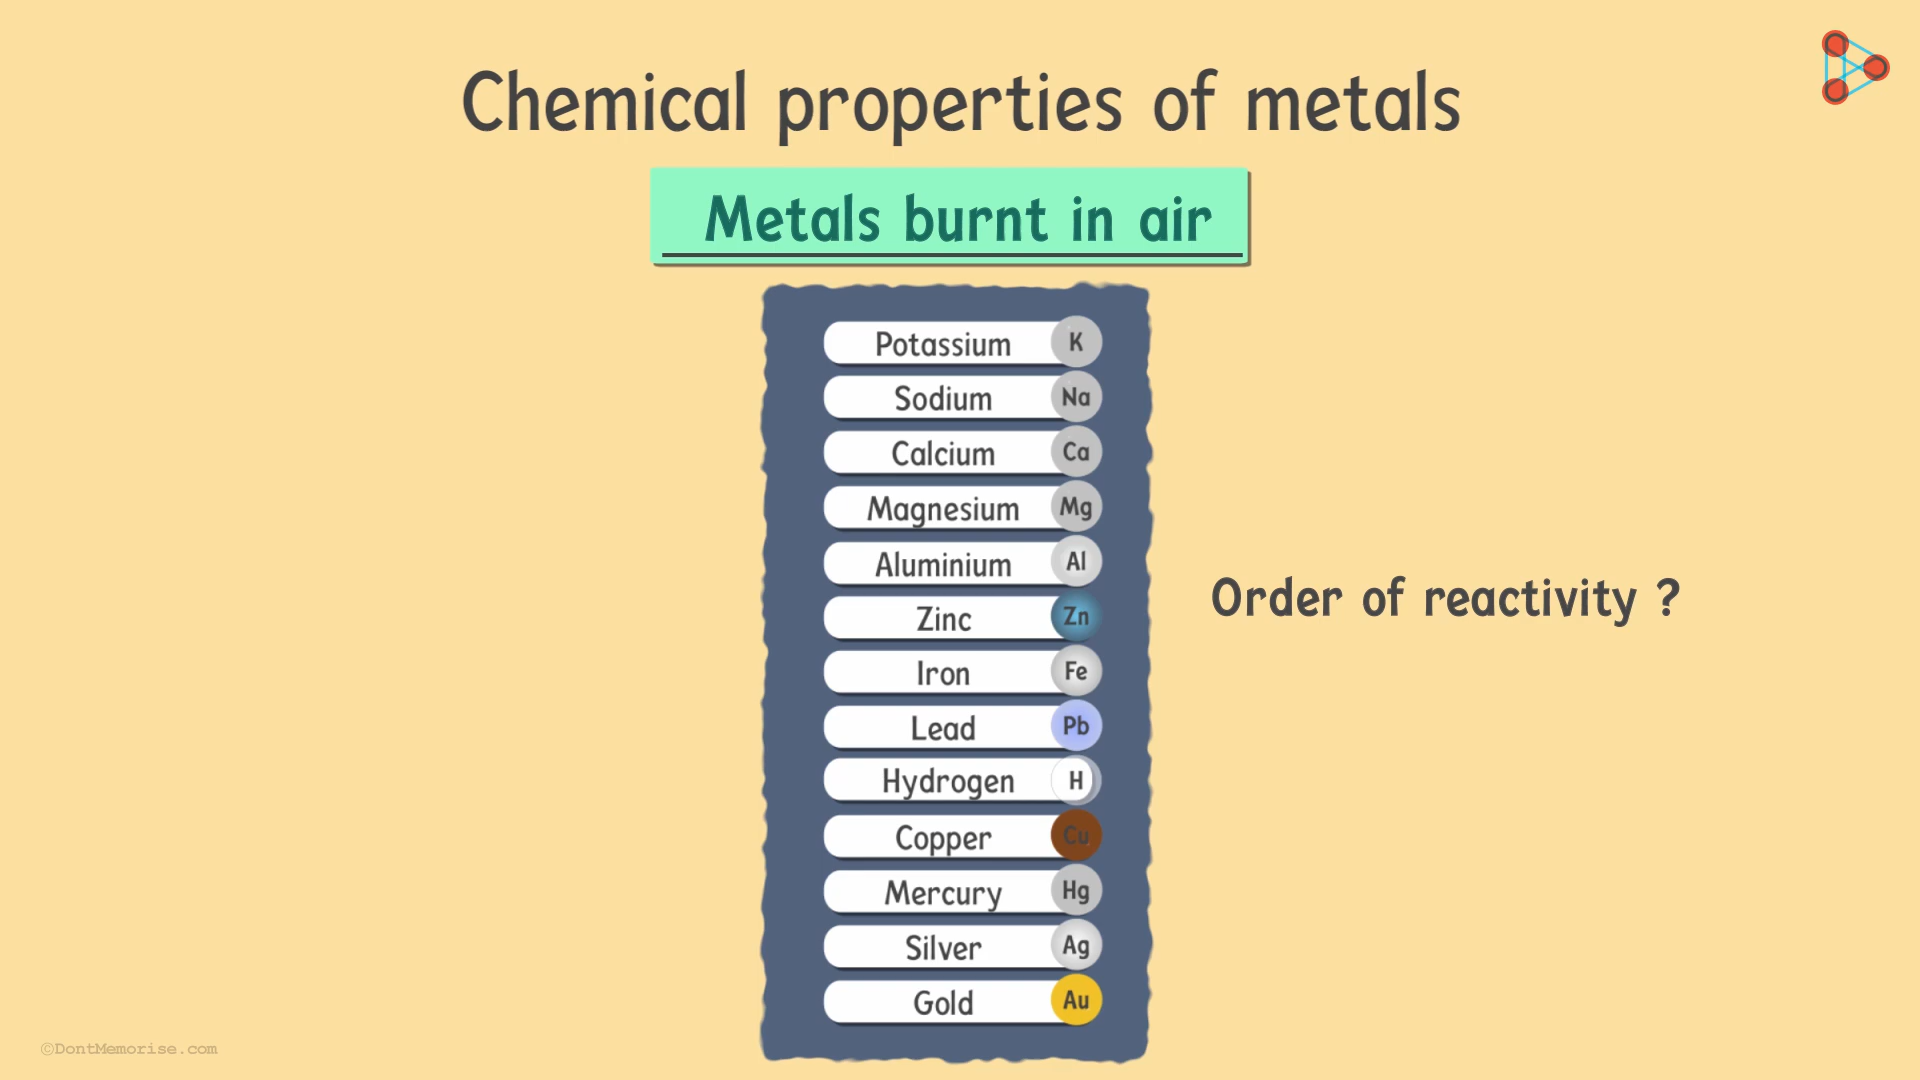 Chemical properties of metals
Metals burnt in air
Potassium K
Sodium Na
Calcium Ca
Magnesium Mg
Aluminium Al
Zinc Zn
Iron Fe
Lead Pb
Hydrogen H
Copper Cu
Mercury Hg
Silver Ag
Gold Au
Order of reactivity ?
©DontMemorise.com